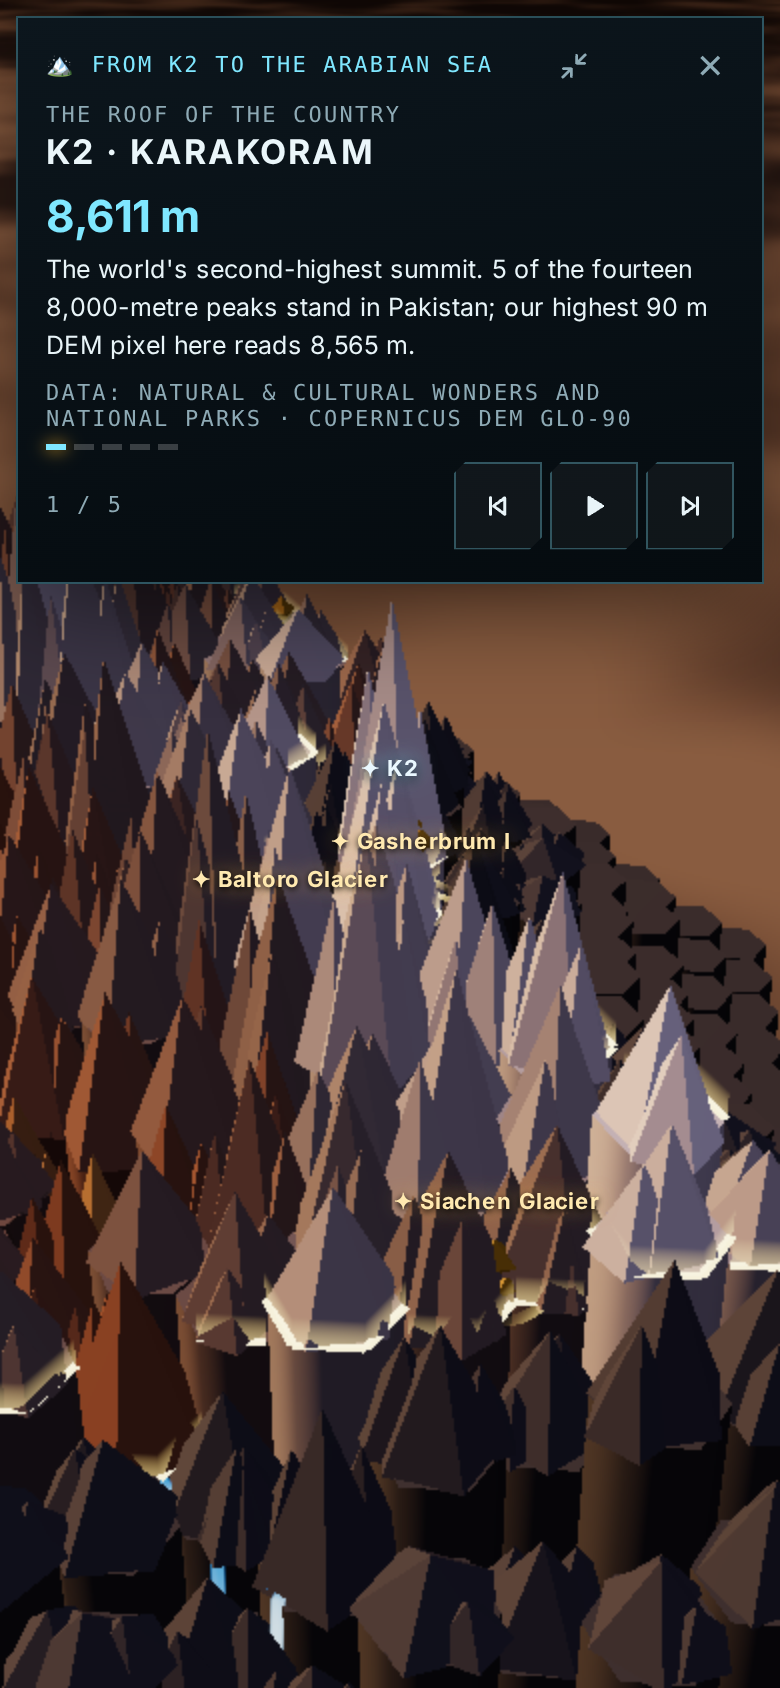 FROM K2 TO THE ARABIAN SEA
THE ROOF OF THE COUNTRY
K2 · KARAKORAM
8,611 m
The world's second-highest summit. 5 of the fourteen
8,000-metre peaks stand in Pakistan; our highest 90 m
DEM pixel here reads 8,565 m.
DATA: NATURAL & CULTURAL WONDERS AND
NATIONAL PARKS · COPERNICUS DEM GLO-90
1 / 5
✦ K2
✦ Gasherbrum I
✦ Baltoro Glacier
✦ Siachen Glacier